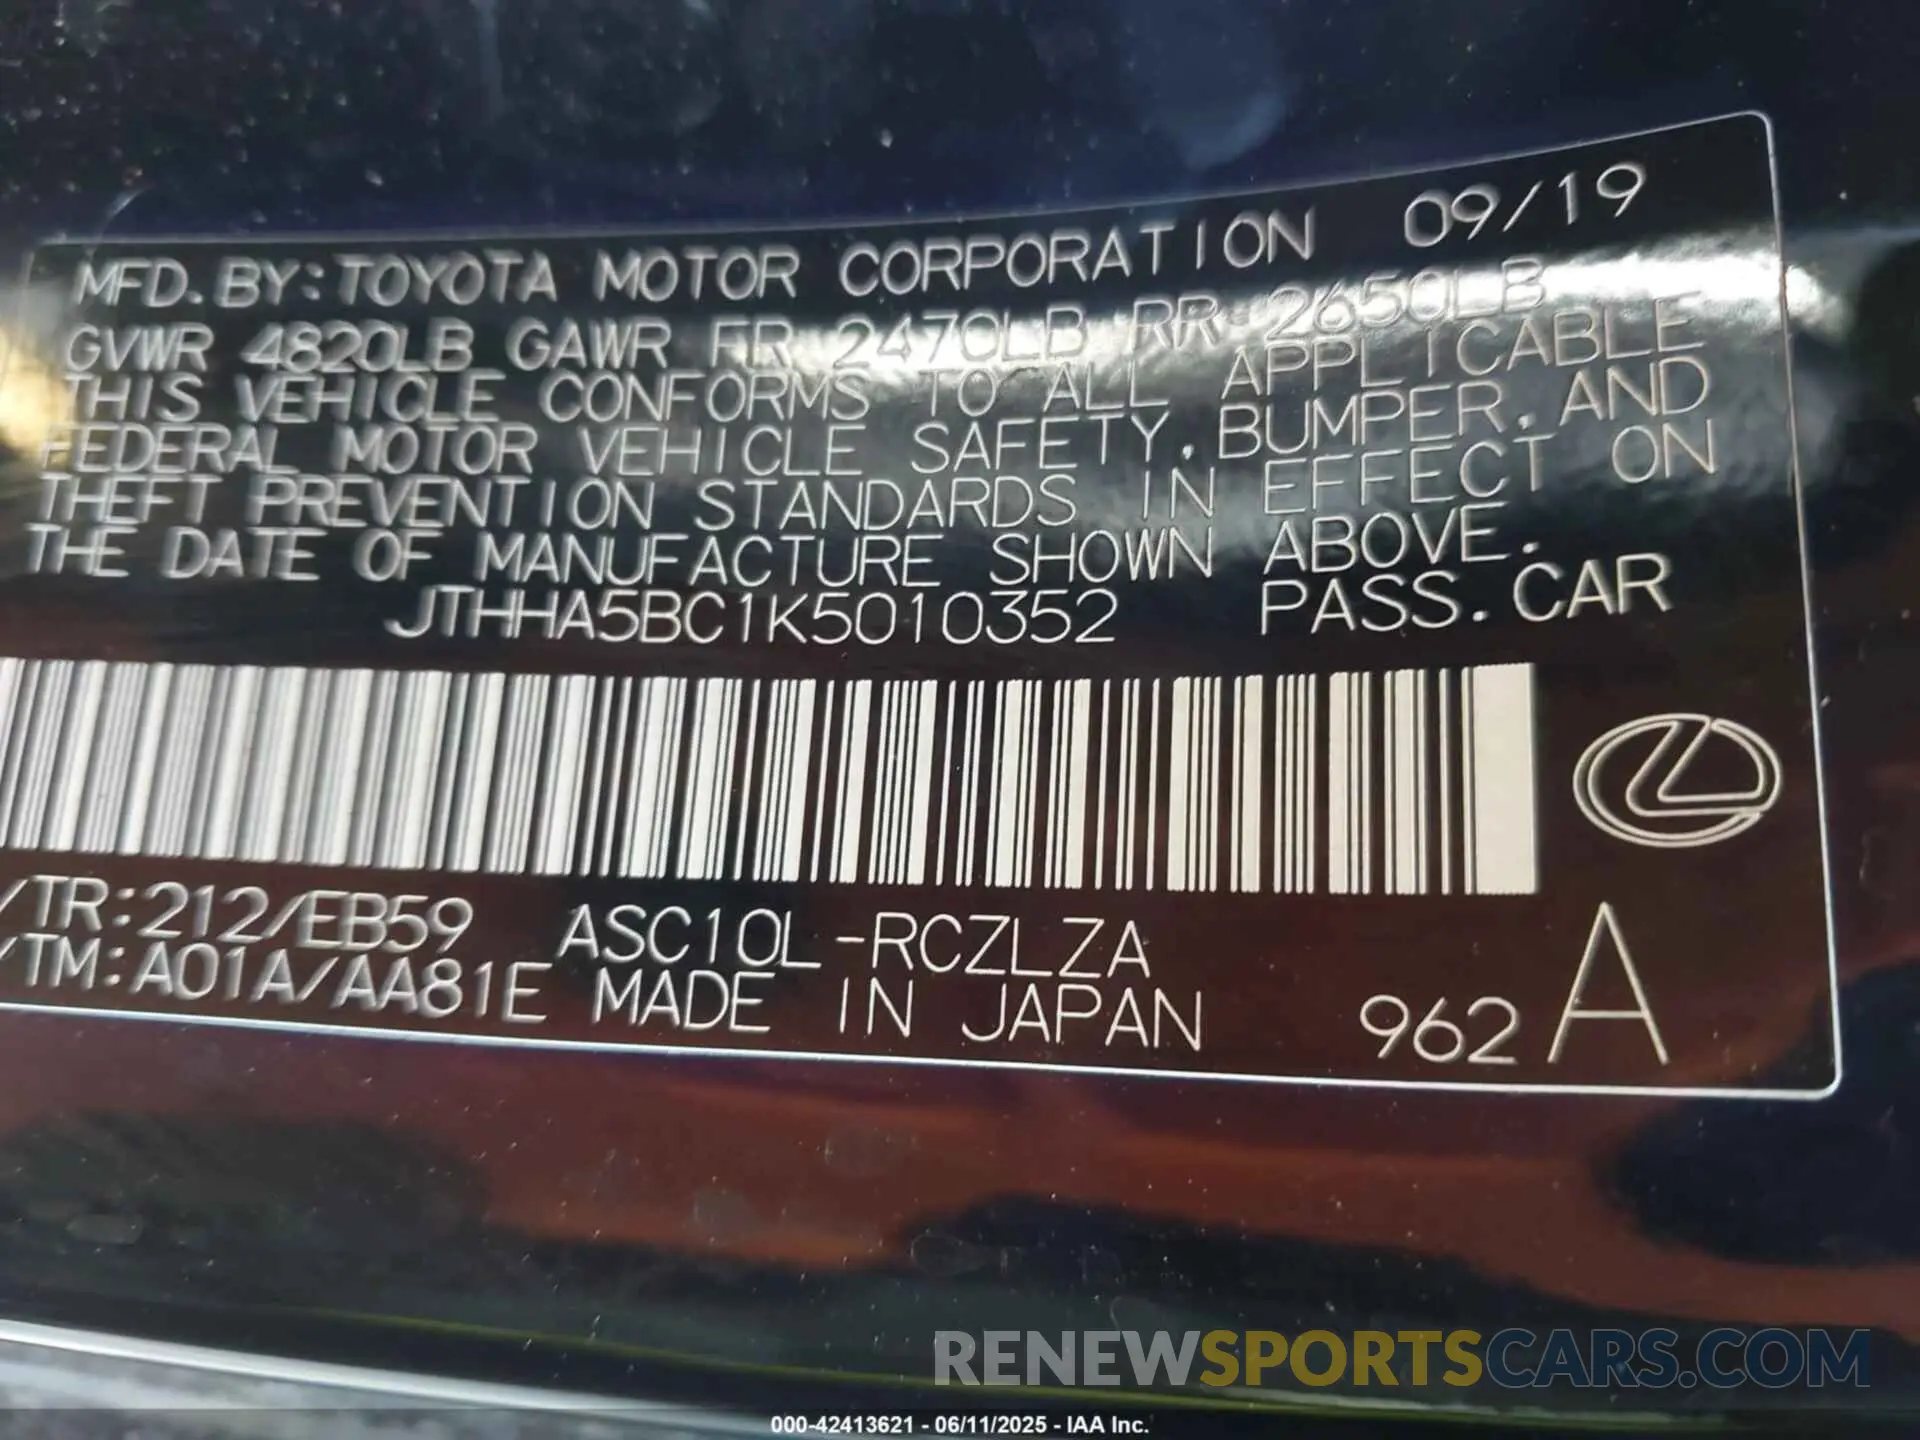 MFD. BY: TOYOTA MOTOR CORPORATION 09/19
GVWR 4820LB GAWR FR 2470LB RR 2650LB
THIS VEHICLE CONFORMS TO ALL APPLICABLE
FEDERAL MOTOR VEHICLE SAFETY, BUMPER, AND
THEFT PREVENTION STANDARDS IN EFFECT ON
THE DATE OF MANUFACTURE SHOWN ABOVE.
JTHHA5BC1K5010352 PASS. CAR
/TR:212/EB59 ASC10L-RCZLZA
/TM:A01A/AA81E MADE IN JAPAN 962 A
RENEWSPORTSCARS.COM
000-42413621 - 06/11/2025 - IAA Inc.